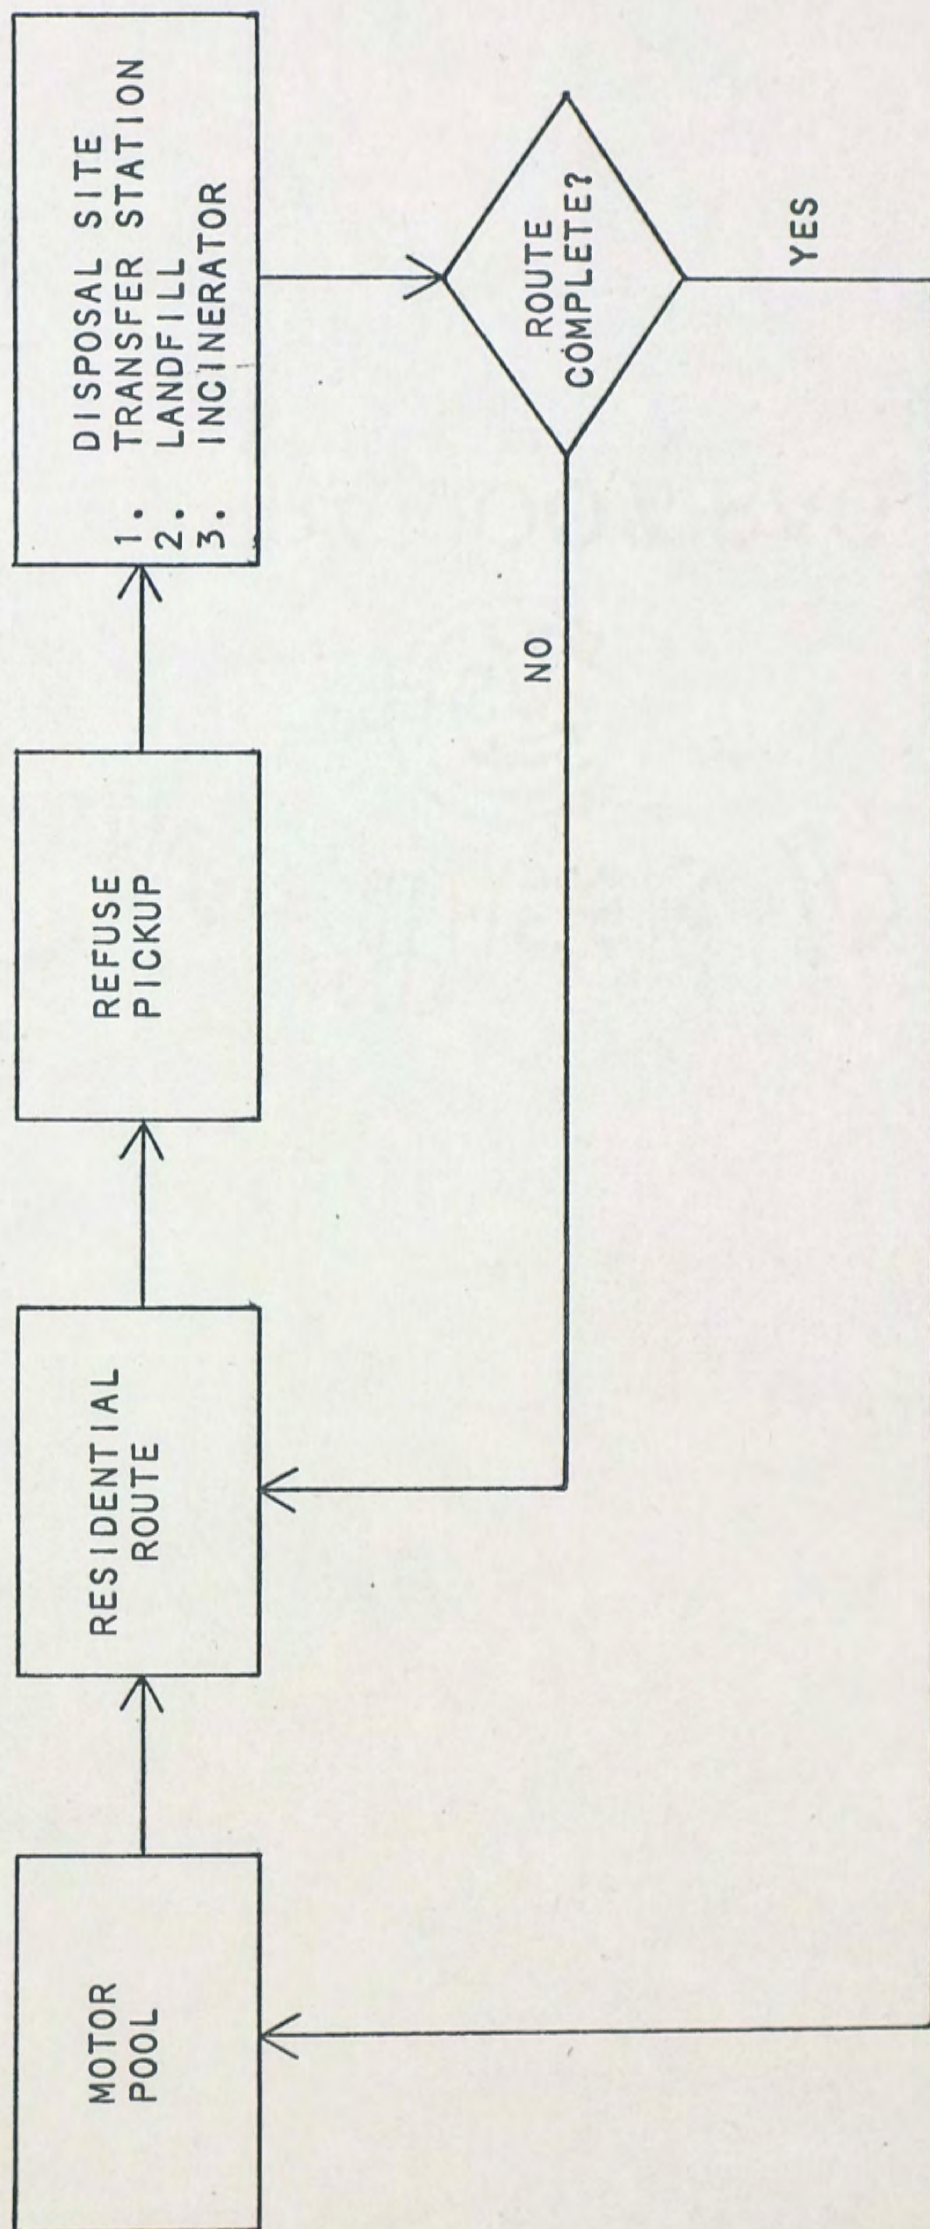 MOTOR
POOL
RESIDENTIAL
ROUTE
REFUSE
PICKUP
DISPOSAL SITE
1. TRANSFER STATION
2. LANDFILL
3. INCINERATOR
ROUTE
COMPLETE?
NO
YES